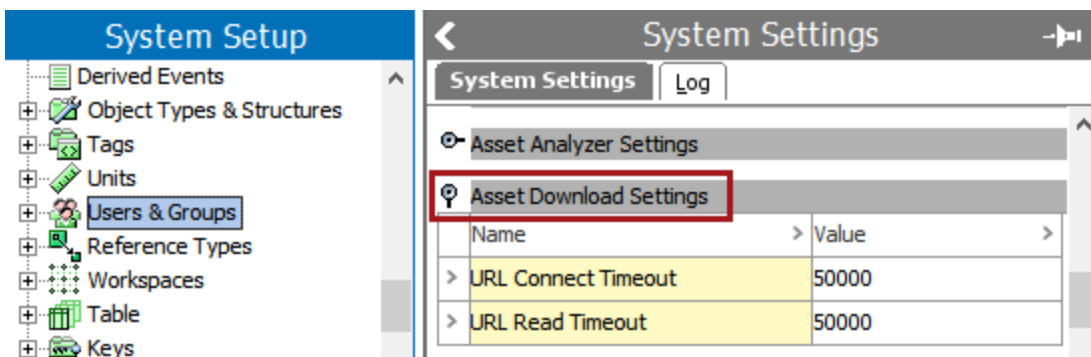 System Setup
Derived Events
Object Types & Structures
Tags
Units
Users & Groups
Reference Types
Workspaces
Table
Keys
System Settings
System Settings
Log
Asset Analyzer Settings
Asset Download Settings
Name > Value >
> URL Connect Timeout 50000
> URL Read Timeout 50000